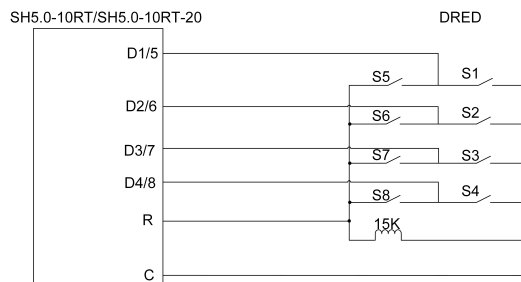 SH5.0-10RT/SH5.0-10RT-20 DRED
D1/5
S5 S1
D2/6
S6 S2
D3/7
S7 S3
D4/8
S8 S4
R
15K
C